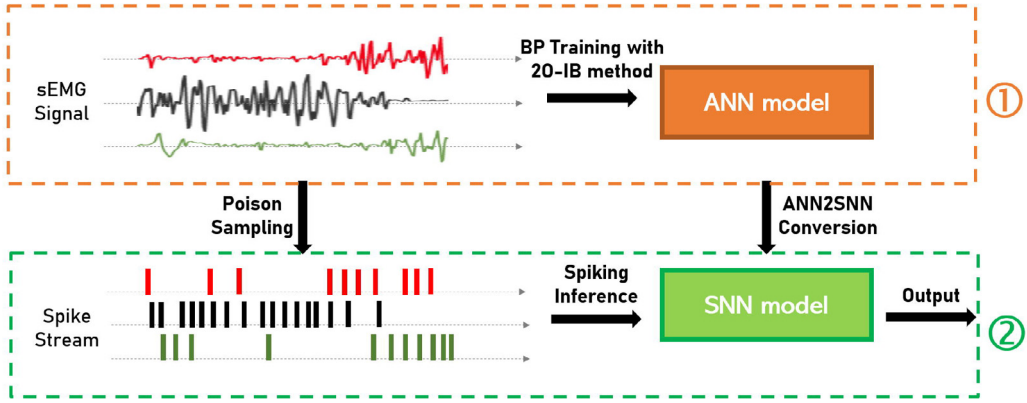 sEMG
Signal
BP Training with
2O-IB method
ANN model
①
Poison
Sampling
ANN2SNN
Conversion
Spike
Stream
Spiking
Inference
SNN model
Output
②